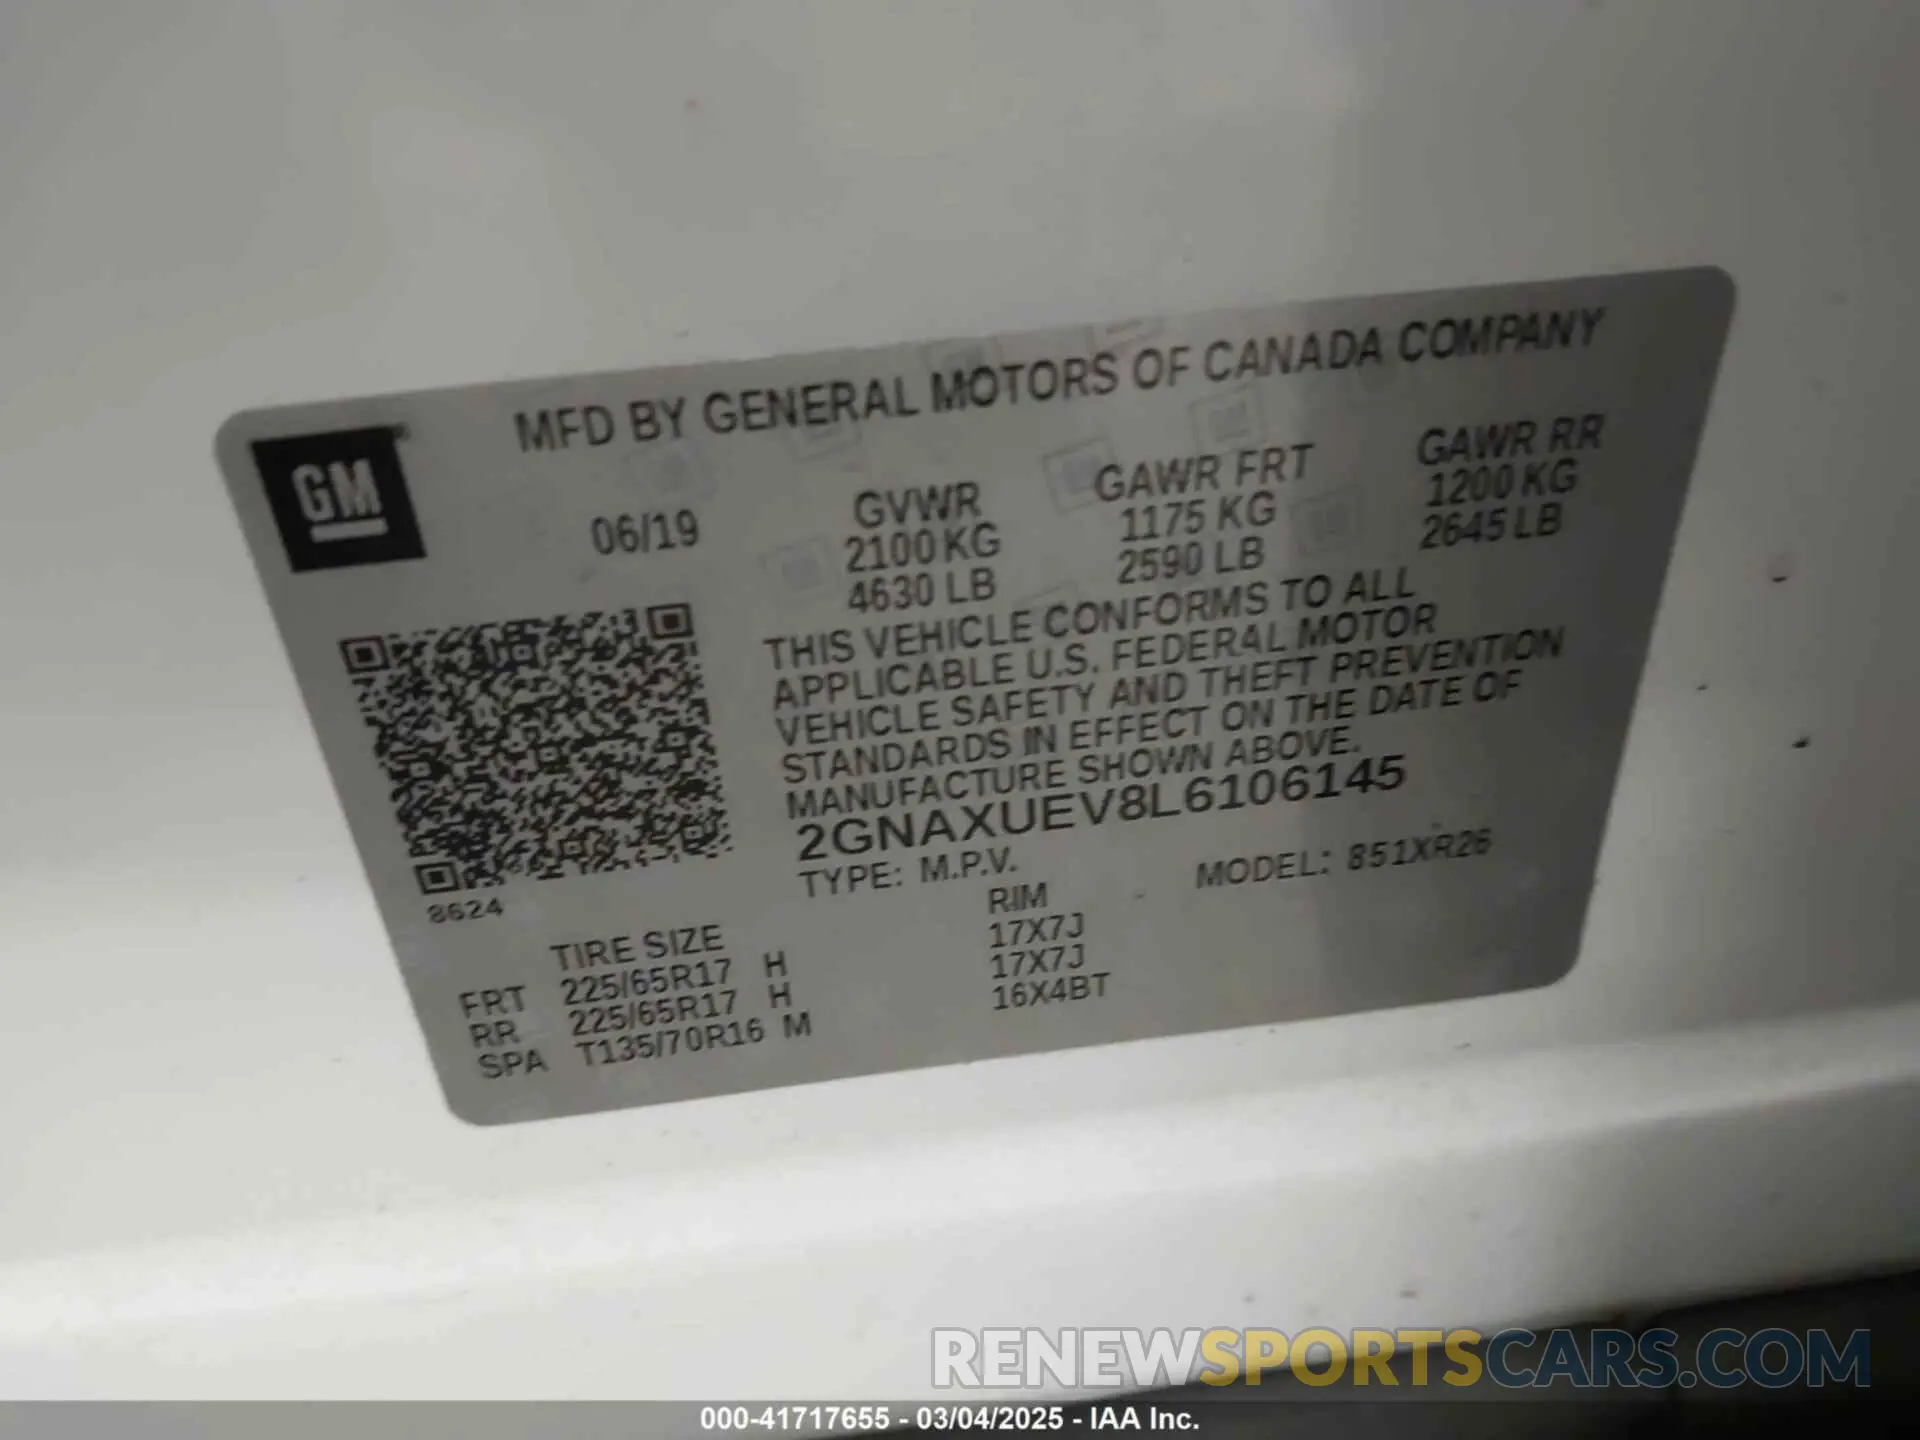 MFD BY GENERAL MOTORS OF CANADA COMPANY
GM
06/19
GVWR
2100 KG
4630 LB
GAWR FRT
1175 KG
2590 LB
GAWR RR
1200 KG
2645 LB
THIS VEHICLE CONFORMS TO ALL
APPLICABLE U.S. FEDERAL MOTOR
VEHICLE SAFETY AND THEFT PREVENTION
STANDARDS IN EFFECT ON THE DATE OF
MANUFACTURE SHOWN ABOVE.
2GNAXUEV8L6106145
TYPE: M.P.V. MODEL: 851XR26
8624
TIRE SIZE RIM
FRT 225/65R17 H 17X7J
RR 225/65R17 H 17X7J
SPA T135/70R16 M 16X4BT
RENEWSPORTSCARS.COM
000-41717655 - 03/04/2025 - IAA Inc.